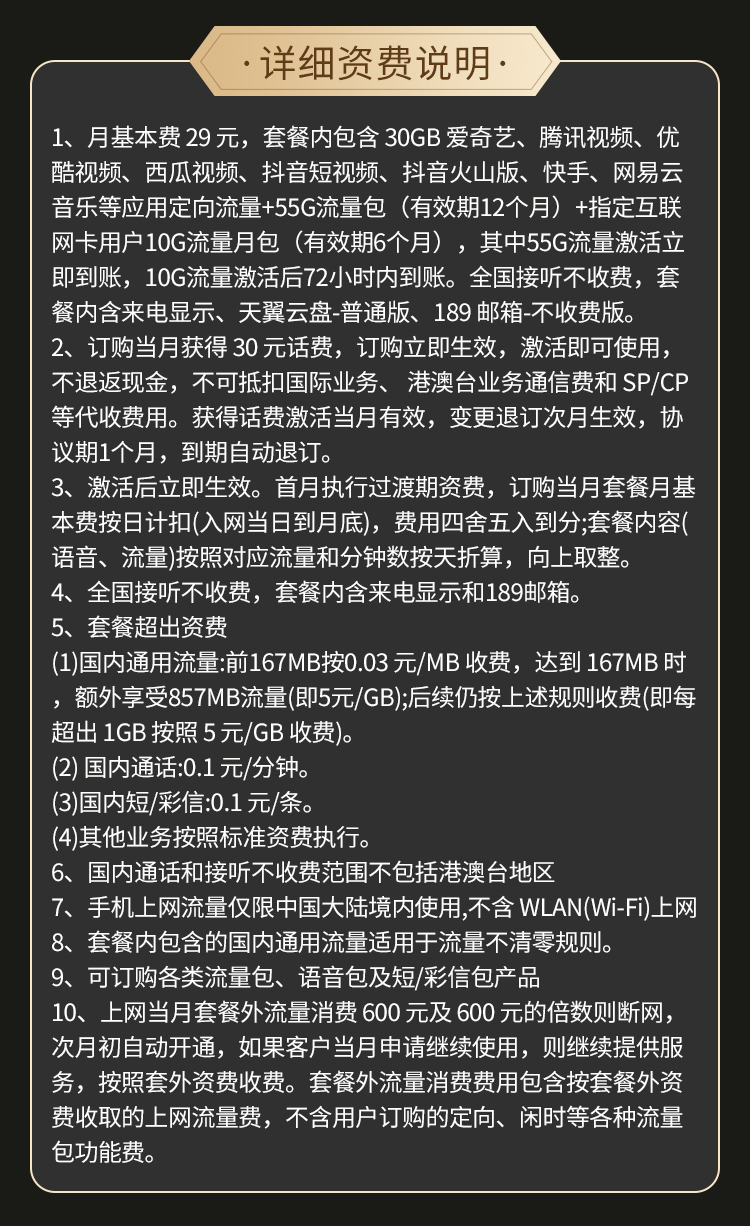 ·详细资费说明·
1、月基本费 29 元，套餐内包含 30GB 爱奇艺、腾讯视频、优
酷视频、西瓜视频、抖音短视频、抖音火山版、快手、网易云
音乐等应用定向流量+55G流量包（有效期12个月）+指定互联
网卡用户10G流量月包（有效期6个月），其中55G流量激活立
即到账，10G流量激活后72小时内到账。全国接听不收费，套
餐内含来电显示、天翼云盘-普通版、189 邮箱-不收费版。
2、订购当月获得 30 元话费，订购立即生效，激活即可使用，
不退返现金，不可抵扣国际业务、 港澳台业务通信费和 SP/CP
等代收费用。获得话费激活当月有效，变更退订次月生效，协
议期1个月，到期自动退订。
3、激活后立即生效。首月执行过渡期资费，订购当月套餐月基
本费按日计扣(入网当日到月底)，费用四舍五入到分;套餐内容(
语音、流量)按照对应流量和分钟数按天折算，向上取整。
4、全国接听不收费，套餐内含来电显示和189邮箱。
5、套餐超出资费
(1)国内通用流量:前167MB按0.03 元/MB 收费，达到 167MB 时
，额外享受857MB流量(即5元/GB);后续仍按上述规则收费(即每
超出 1GB 按照 5 元/GB 收费)。
(2) 国内通话:0.1 元/分钟。
(3)国内短/彩信:0.1 元/条。
(4)其他业务按照标准资费执行。
6、国内通话和接听不收费范围不包括港澳台地区
7、手机上网流量仅限中国大陆境内使用,不含 WLAN(Wi-Fi)上网
8、套餐内包含的国内通用流量适用于流量不清零规则。
9、可订购各类流量包、语音包及短/彩信包产品
10、上网当月套餐外流量消费 600 元及 600 元的倍数则断网，
次月初自动开通，如果客户当月申请继续使用，则继续提供服
务，按照套外资费收费。套餐外流量消费费用包含按套餐外资
费收取的上网流量费，不含用户订购的定向、闲时等各种流量
包功能费。